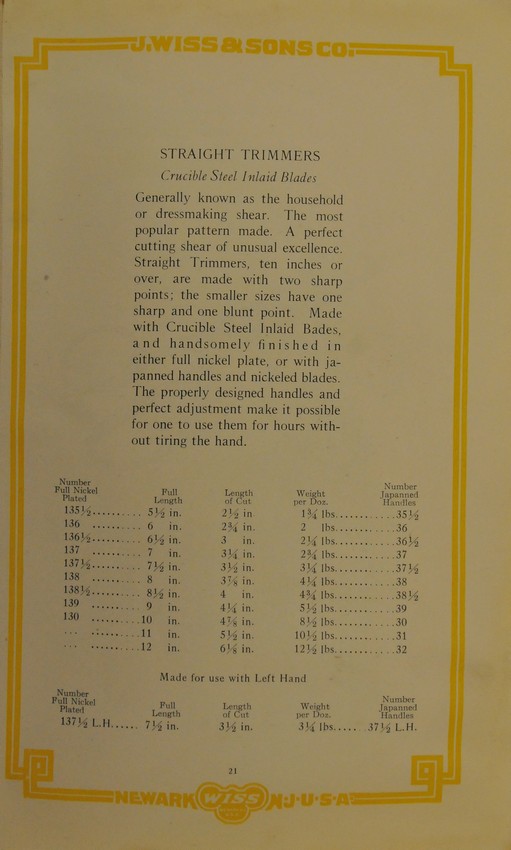 J. WISS & SONS CO.
STRAIGHT TRIMMERS
Crucible Steel Inlaid Blades
Generally known as the household
or dressmaking shear. The most
popular pattern made. A perfect
cutting shear of unusual excellence.
Straight Trimmers, ten inches or
over, are made with two sharp
points; the smaller sizes have one
sharp and one blunt point. Made
with Crucible Steel Inlaid Bades,
and handsomely finished in
either full nickel plate, or with ja-
panned handles and nickeled blades.
The properly designed handles and
perfect adjustment make it possible
for one to use them for hours with-
out tiring the hand.
Number Full Nickel Plated Full Length Length of Cut Weight per Doz. Number Japanned Handles
135½.......... 5½ in. 2½ in 1¾ lbs............35½
136 .......... 6 in. 2¾ in. 2 lbs............36
136½.......... 6½ in. 3 in. 2¼ lbs............36½
137 .......... 7 in. 3¼ in. 2¾ lbs............37
137½.......... 7½ in. 3½ in. 3¼ lbs............37½
138 .......... 8 in. 3⅞ in. 4¼ lbs............38
138½.......... 8½ in. 4 in. 4¾ lbs............38½
139 .......... 9 in. 4¼ in. 5½ lbs............39
130 ..........10 in. 4⅞ in. 8½ lbs............30
... ..........11 in. 5½ in. 10½ lbs............31
... ..........12 in. 6⅛ in. 12½ lbs............32
Made for use with Left Hand
Number Full Nickel Plated Full Length Length of Cut Weight per Doz. Number Japanned Handles
137½ L.H...... 7½ in. 3½ in. 3¼ lbs..... 37½ L.H.
21
NEWARK WISS N.J.U.S.A.